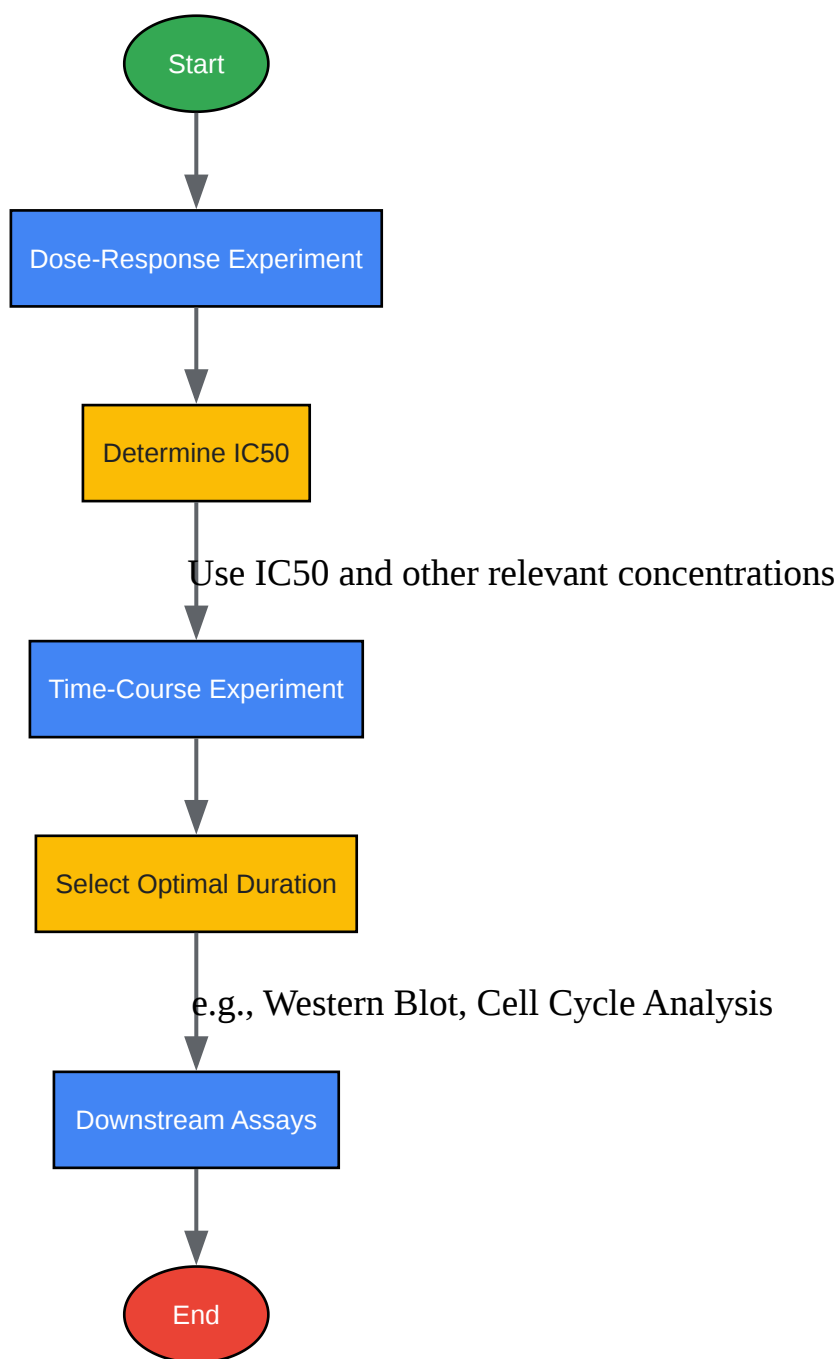 Start
Dose-Response Experiment
Determine IC50
Use IC50 and other relevant concentrations
Time-Course Experiment
Select Optimal Duration
e.g., Western Blot, Cell Cycle Analysis
Downstream Assays
End